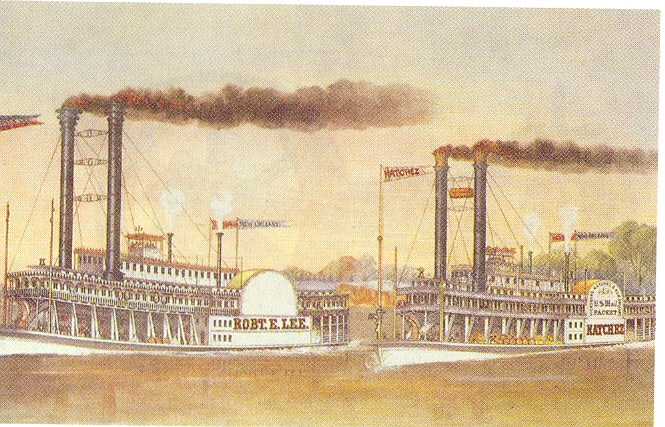 NEW ORLEANS
ROBT. E. LEE.
NATCHEZ
U.S. Mail
PACKET
NATCHEZ